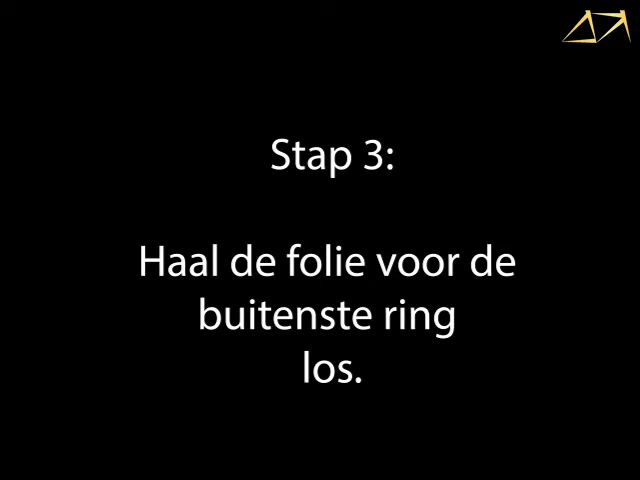 Stap 3:
Haal de folie voor de
buitenste ring
los.